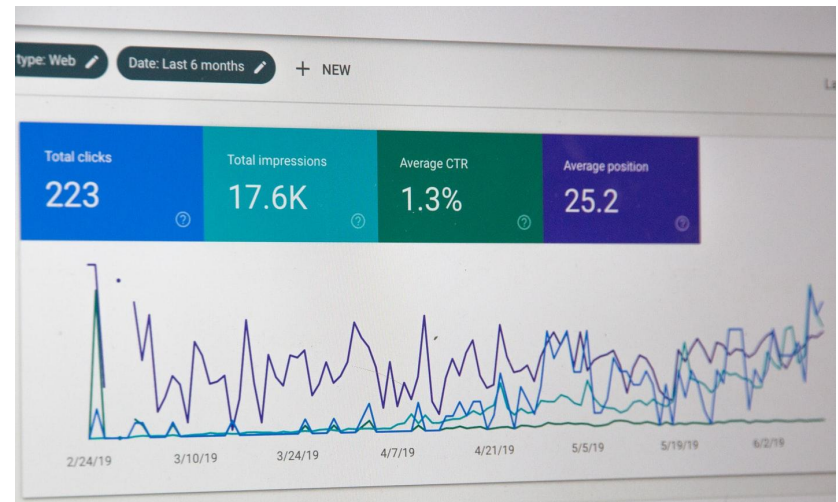 type: Web
Date: Last 6 months
+ NEW
Total clicks
223
Total impressions
17.6K
Average CTR
1.3%
Average position
25.2
2/24/19
3/10/19
3/24/19
4/7/19
4/21/19
5/5/19
5/19/19
6/2/19